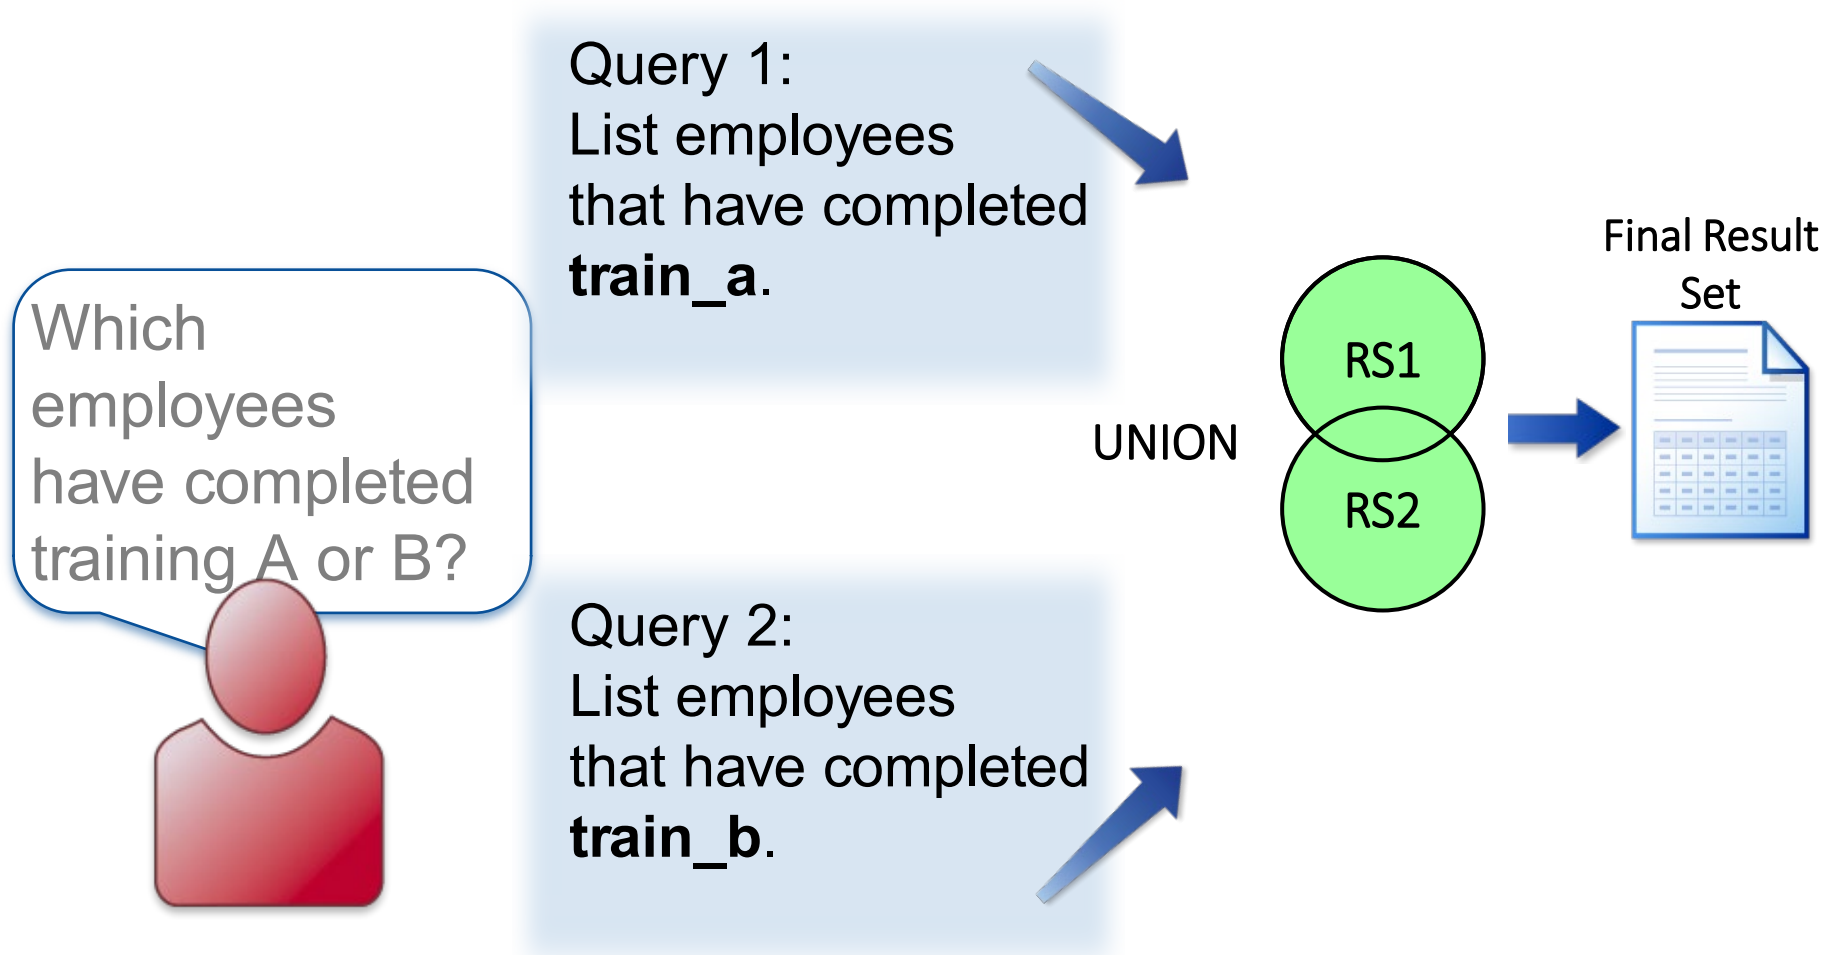 Which
employees
have completed
training A or B?
Query 1:
List employees
that have completed
train_a.
Query 2:
List employees
that have completed
train_b.
UNION
RS1
RS2
Final Result
Set